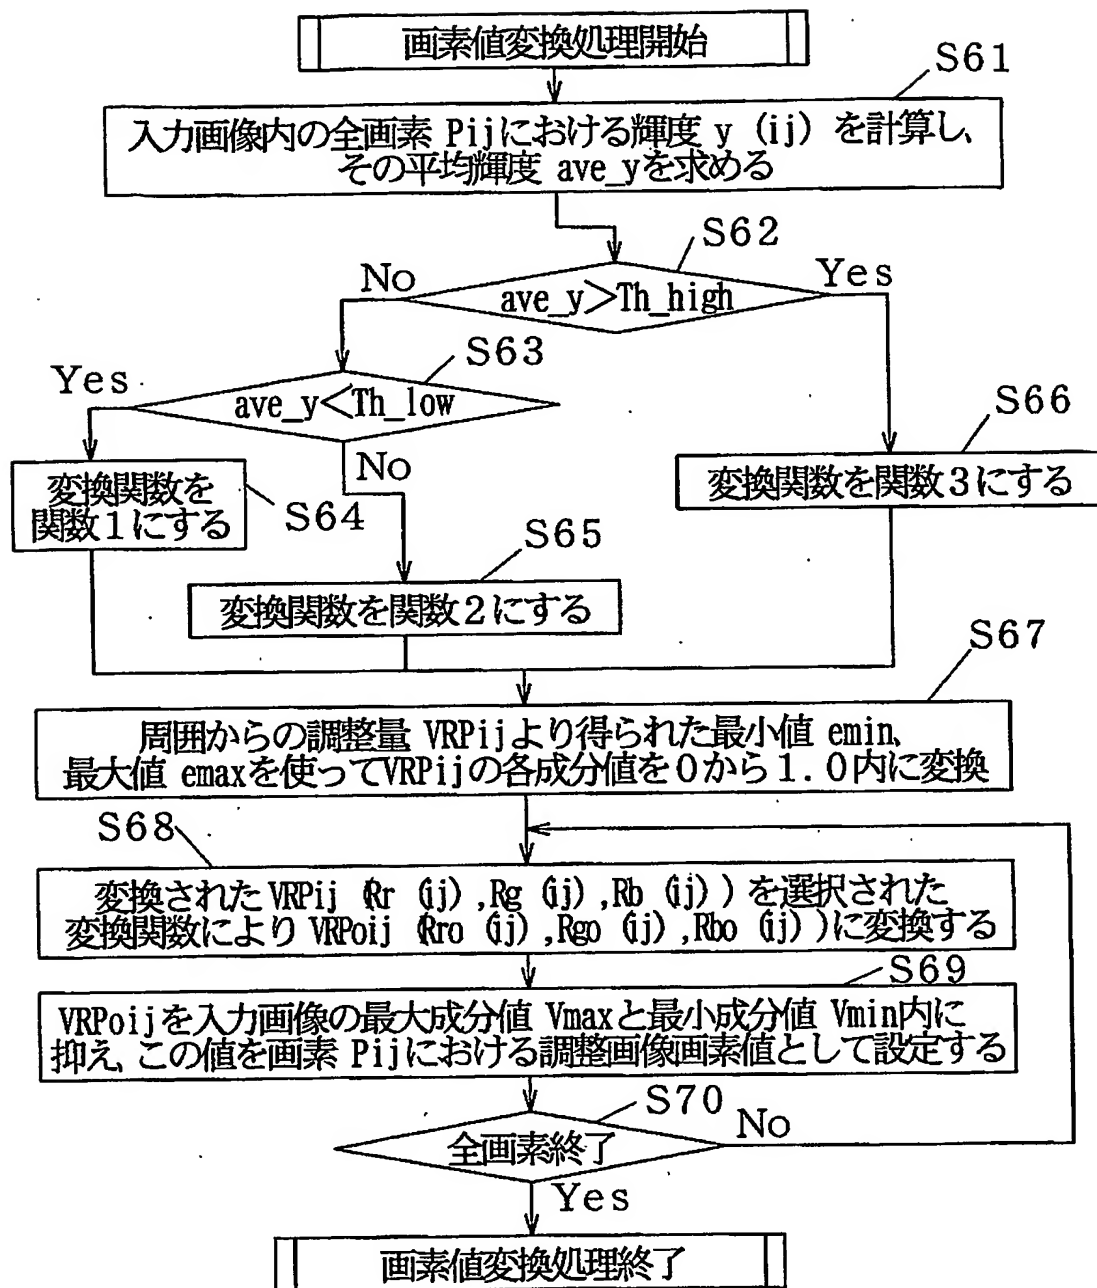 画素値変換処理開始
S61
入力画像内の全画素 Pijにおける輝度 y (ij) を計算し、
その平均輝度 ave_yを求める
S62
No
Yes
ave_y>Th_high
S63
Yes
ave_y<Th_low
S66
No
変換関数を
関数1にする
S64
変換関数を関数3にする
S65
変換関数を関数2にする
S67
周囲からの調整量 VRPijより得られた最小値 emin、
最大値 emaxを使ってVRPijの各成分値を0から1.0内に変換
S68
変換された VRPij (Rr (ij) ,Rg (ij) ,Rb (ij) ) を選択された
変換関数により VRPoij (Rro (ij) ,Rgo (ij) ,Rbo (ij) )に変換する
S69
VRPoijを入力画像の最大成分値 Vmaxと最小成分値 Vmin内に
抑え、この値を画素 Pijにおける調整画像画素値として設定する
S70
No
全画素終了
Yes
画素値変換処理終了